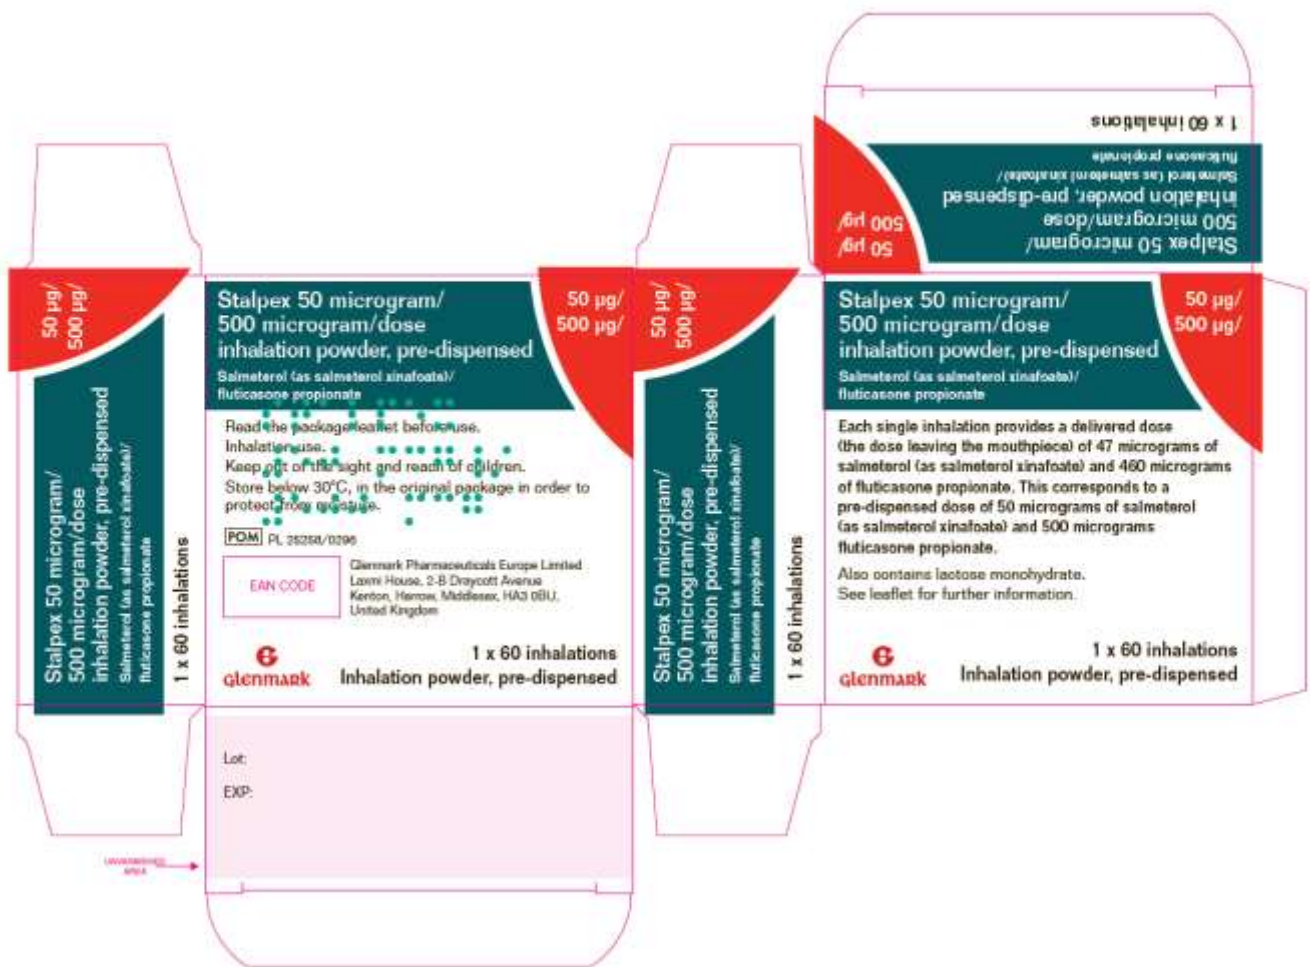 1 x 60 inhalations
Stalpex 50 microgram/
500 microgram/dose
inhalation powder, pre-dispensed
Salmeterol (as salmeterol xinafoate)/
fluticasone propionate
50 µg/
500 µg/
50 µg/
500 µg/
Stalpex 50 microgram/
500 microgram/dose
inhalation powder, pre-dispensed
Salmeterol (as salmeterol xinafoate)/
fluticasone propionate
1 x 60 inhalations
Stalpex 50 microgram/
500 microgram/dose
inhalation powder, pre-dispensed
Salmeterol (as salmeterol xinafoate)/
fluticasone propionate
50 µg/
500 µg/
Read the package leaflet before use.
Inhalation use.
Keep out of the sight and reach of children.
Store below 30°C, in the original package in order to
protect from moisture.
POM PL 25258/0296
EAN CODE
Glenmark Pharmaceuticals Europe Limited
Laxmi House, 2-B Draycott Avenue
Kenton, Harrow, Middlesex, HA3 0BU,
United Kingdom
Glenmark
1 x 60 inhalations
Inhalation powder, pre-dispensed
Lot:
EXP:
UNVARNISHED
AREA
50 µg/
500 µg/
Stalpex 50 microgram/
500 microgram/dose
inhalation powder, pre-dispensed
Salmeterol (as salmeterol xinafoate)/
fluticasone propionate
1 x 60 inhalations
Stalpex 50 microgram/
500 microgram/dose
inhalation powder, pre-dispensed
Salmeterol (as salmeterol xinafoate)/
fluticasone propionate
50 µg/
500 µg/
Each single inhalation provides a delivered dose
(the dose leaving the mouthpiece) of 47 micrograms of
salmeterol (as salmeterol xinafoate) and 460 micrograms
of fluticasone propionate. This corresponds to a
pre-dispensed dose of 50 micrograms of salmeterol
(as salmeterol xinafoate) and 500 micrograms
fluticasone propionate.
Also contains lactose monohydrate.
See leaflet for further information.
Glenmark
1 x 60 inhalations
Inhalation powder, pre-dispensed